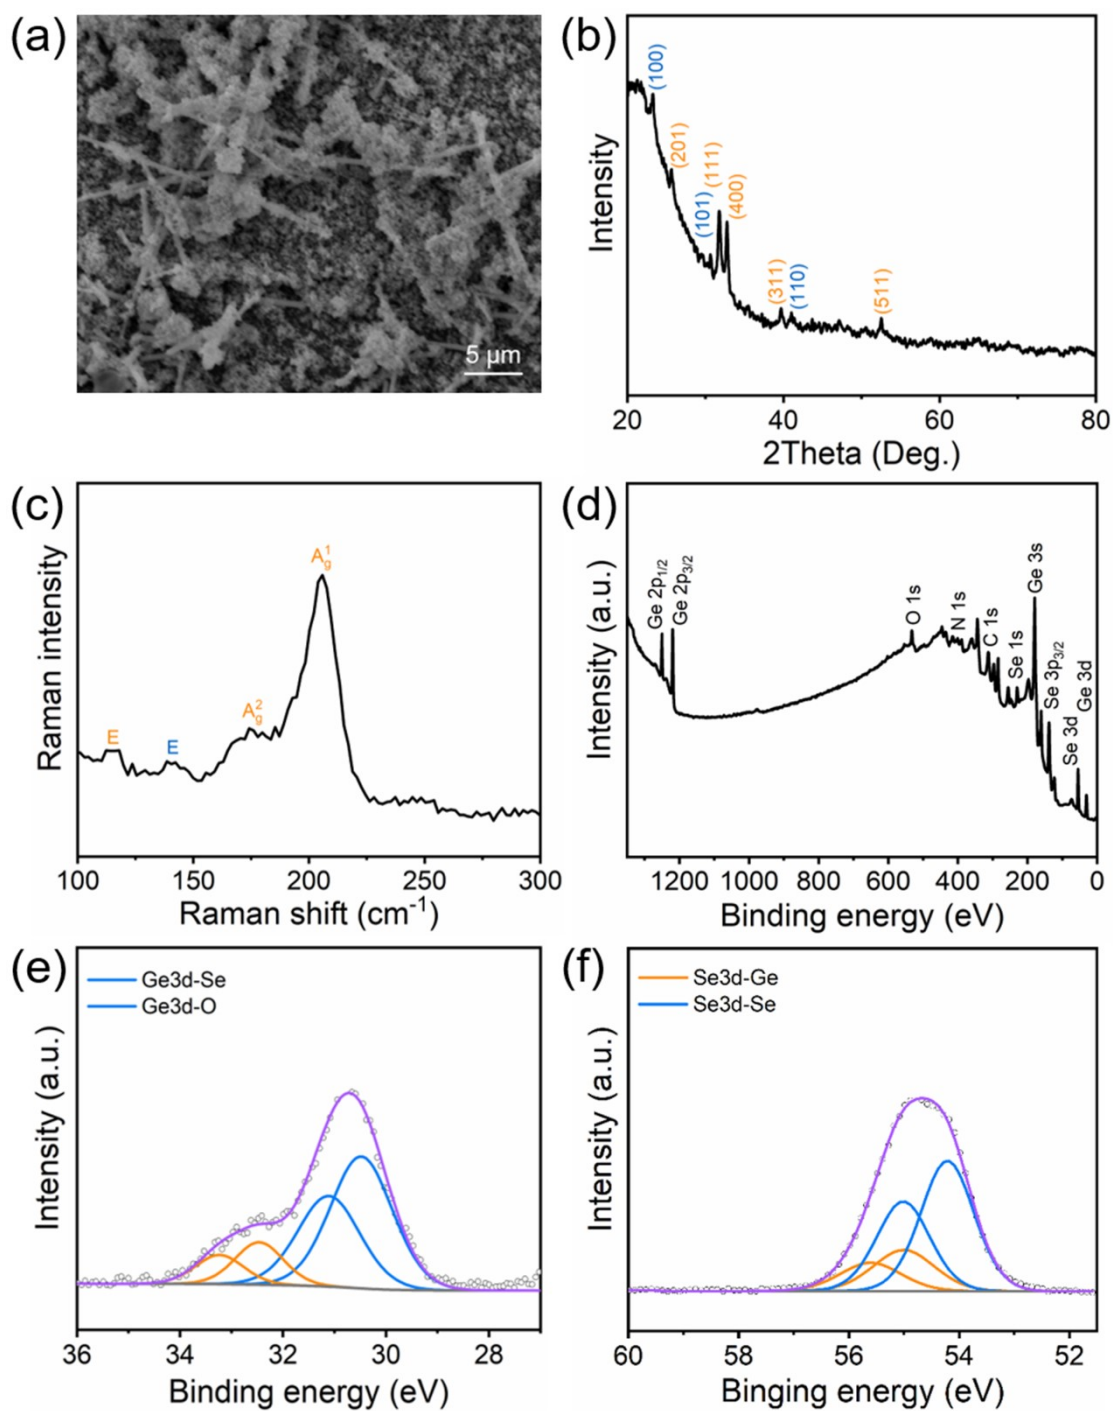 (a)
5 μm
(b)
Intensity
(100)
(201)
(101)
(111)
(400)
(311)
(110)
(511)
20 40 60 80
2Theta (Deg.)
(c)
Raman intensity
E
E
A²g
A¹g
100 150 200 250 300
Raman shift (cm⁻¹)
(d)
Intensity (a.u.)
Ge 2p1/2
Ge 2p3/2
O 1s
N 1s
C 1s
Se 1s
Ge 3s
Se 3p3/2
Se 3d
Ge 3d
1200 1000 800 600 400 200 0
Binding energy (eV)
(e)
Ge3d-Se
Ge3d-O
Intensity (a.u.)
36 34 32 30 28
Binding energy (eV)
(f)
Se3d-Ge
Se3d-Se
Intensity (a.u.)
60 58 56 54 52
Binging energy (eV)